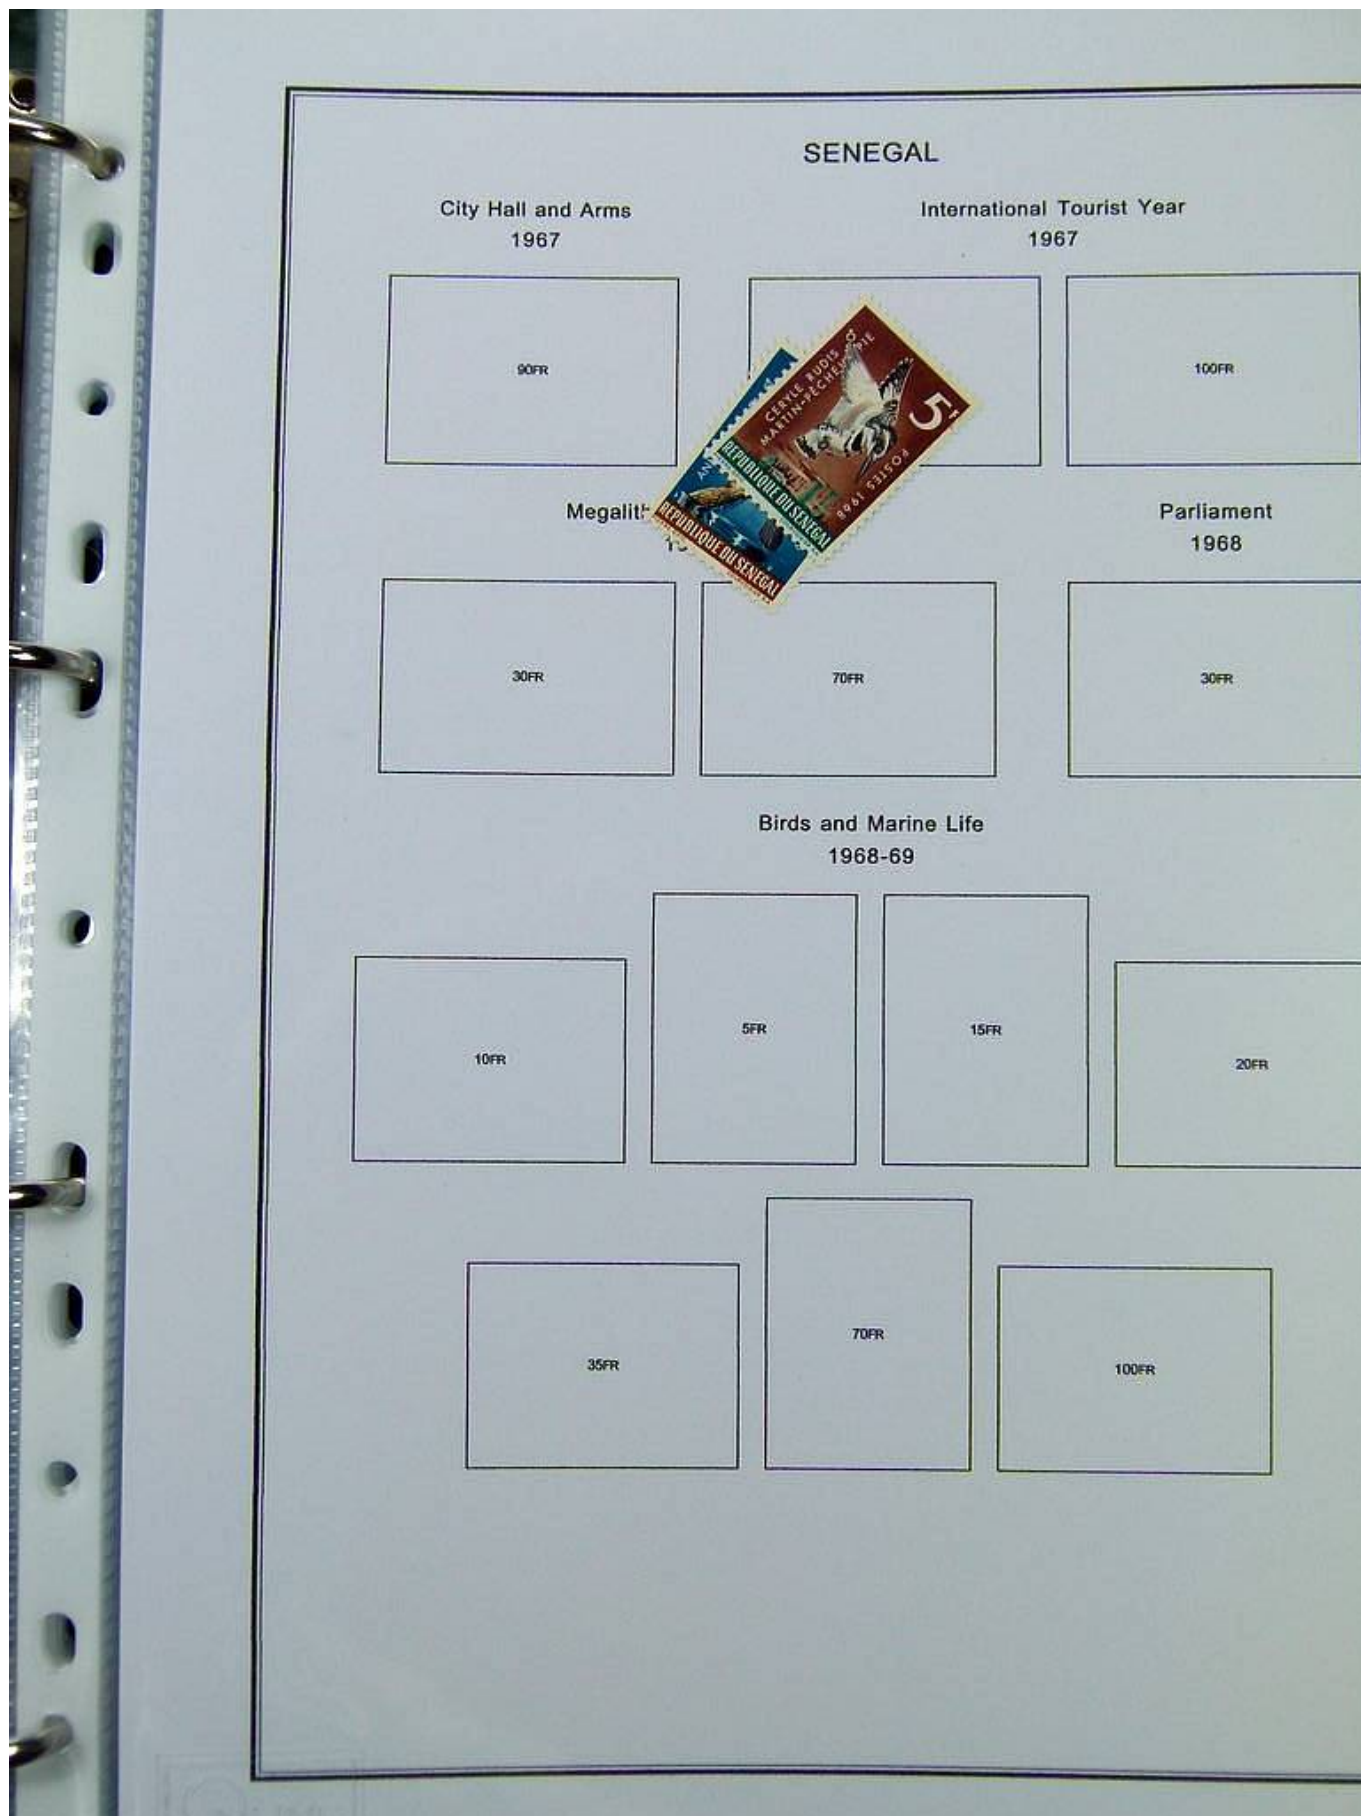 SENEGAL
City Hall and Arms
1967
International Tourist Year
1967
90FR
100FR
CERYLE RUDIS
MARTIN-PÊCHEUR PIE
5F
POSTES 1968
REPUBLIQUE DU SENEGAL
AN
REPUBLIQUE DU SENEGAL
Parliament
1968
30FR
70FR
30FR
Birds and Marine Life
1968-69
10FR
5FR
15FR
20FR
35FR
70FR
100FR